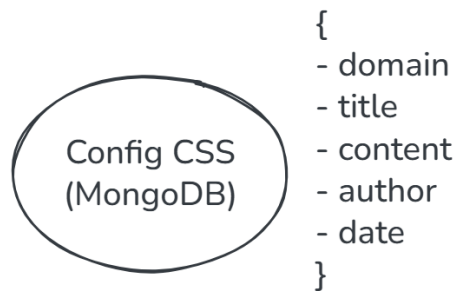 Config CSS
(MongoDB)
{
- domain
- title
- content
- author
- date
}